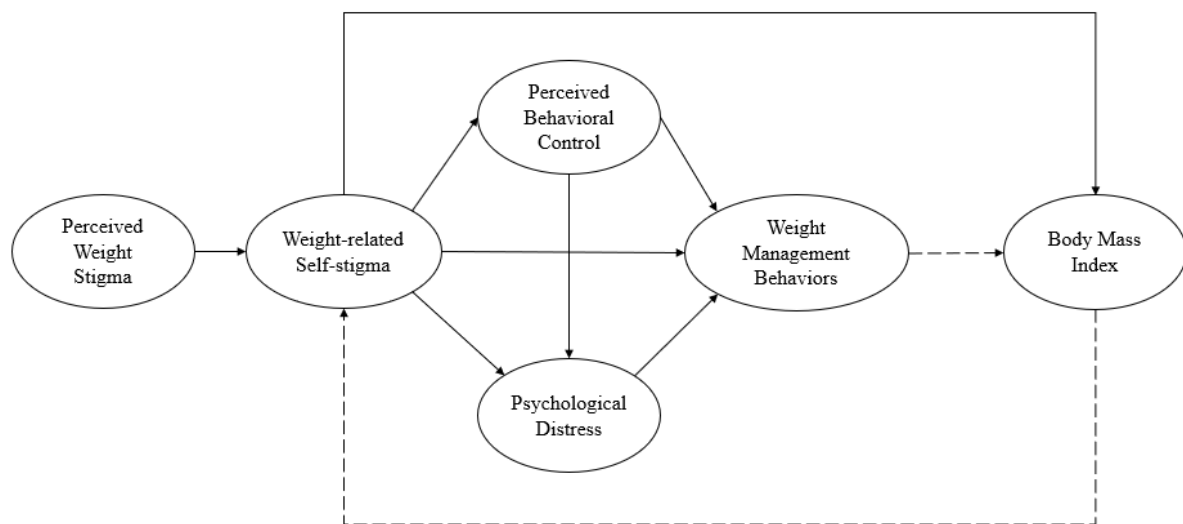 Perceived
Behavioral
Control
Perceived
Weight
Stigma
Weight-related
Self-stigma
Weight
Management
Behaviors
Body Mass
Index
Psychological
Distress